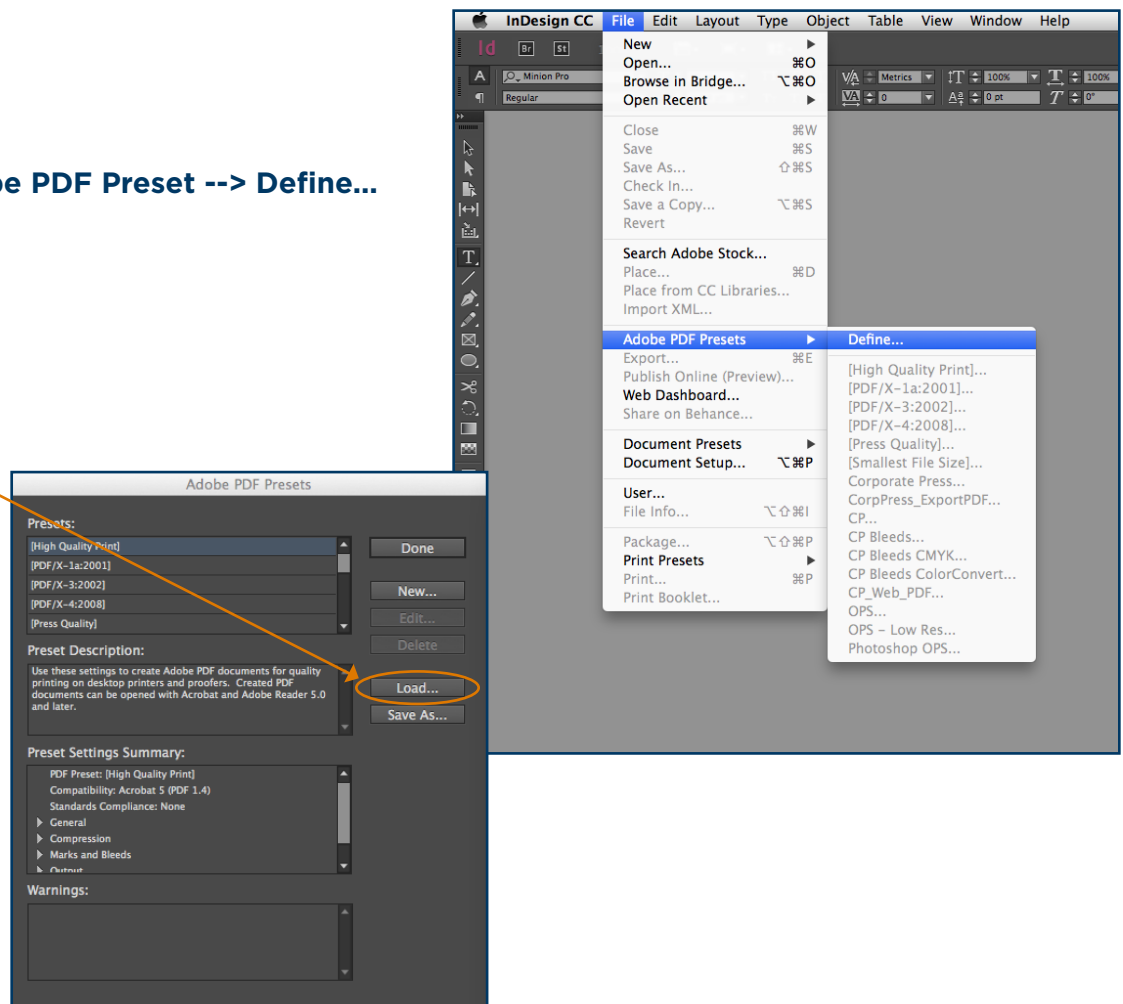 InDesign CC File Edit Layout Type Object Table View Window Help
Id Br St
A Minion Pro
¶ Regular
V/A Metrics T 100% T 100%
VA 0 Aª 0 pt T 0°
New
Open... ⌘O
Browse in Bridge... ⌥⌘O
Open Recent
Close ⌘W
Save ⌘S
Save As... ⇧⌘S
Check In...
Save a Copy... ⌥⌘S
Revert
Search Adobe Stock...
Place... ⌘D
Place from CC Libraries...
Import XML...
Adobe PDF Presets
Export... ⌘E
Publish Online (Preview)...
Web Dashboard...
Share on Behance...
Document Presets
Document Setup... ⌥⌘P
User...
File Info... ⌥⇧⌘I
Package... ⌥⇧⌘P
Print Presets
Print... ⌘P
Print Booklet...
Define...
[High Quality Print]...
[PDF/X-1a:2001]...
[PDF/X-3:2002]...
[PDF/X-4:2008]...
[Press Quality]...
[Smallest File Size]...
Corporate Press...
CorpPress_ExportPDF...
CP...
CP Bleeds...
CP Bleeds CMYK...
CP Bleeds ColorConvert...
CP_Web_PDF...
OPS...
OPS - Low Res...
Photoshop OPS...
PDF Preset --> Define...
Adobe PDF Presets
Presets:
[High Quality Print]
[PDF/X-1a:2001]
[PDF/X-3:2002]
[PDF/X-4:2008]
[Press Quality]
Done
New...
Edit...
Delete
Load...
Save As...
Preset Description:
Use these settings to create Adobe PDF documents for quality
printing on desktop printers and proofers. Created PDF
documents can be opened with Acrobat and Adobe Reader 5.0
and later.
Preset Settings Summary:
PDF Preset: [High Quality Print]
Compatibility: Acrobat 5 (PDF 1.4)
Standards Compliance: None
General
Compression
Marks and Bleeds
Output
Warnings: